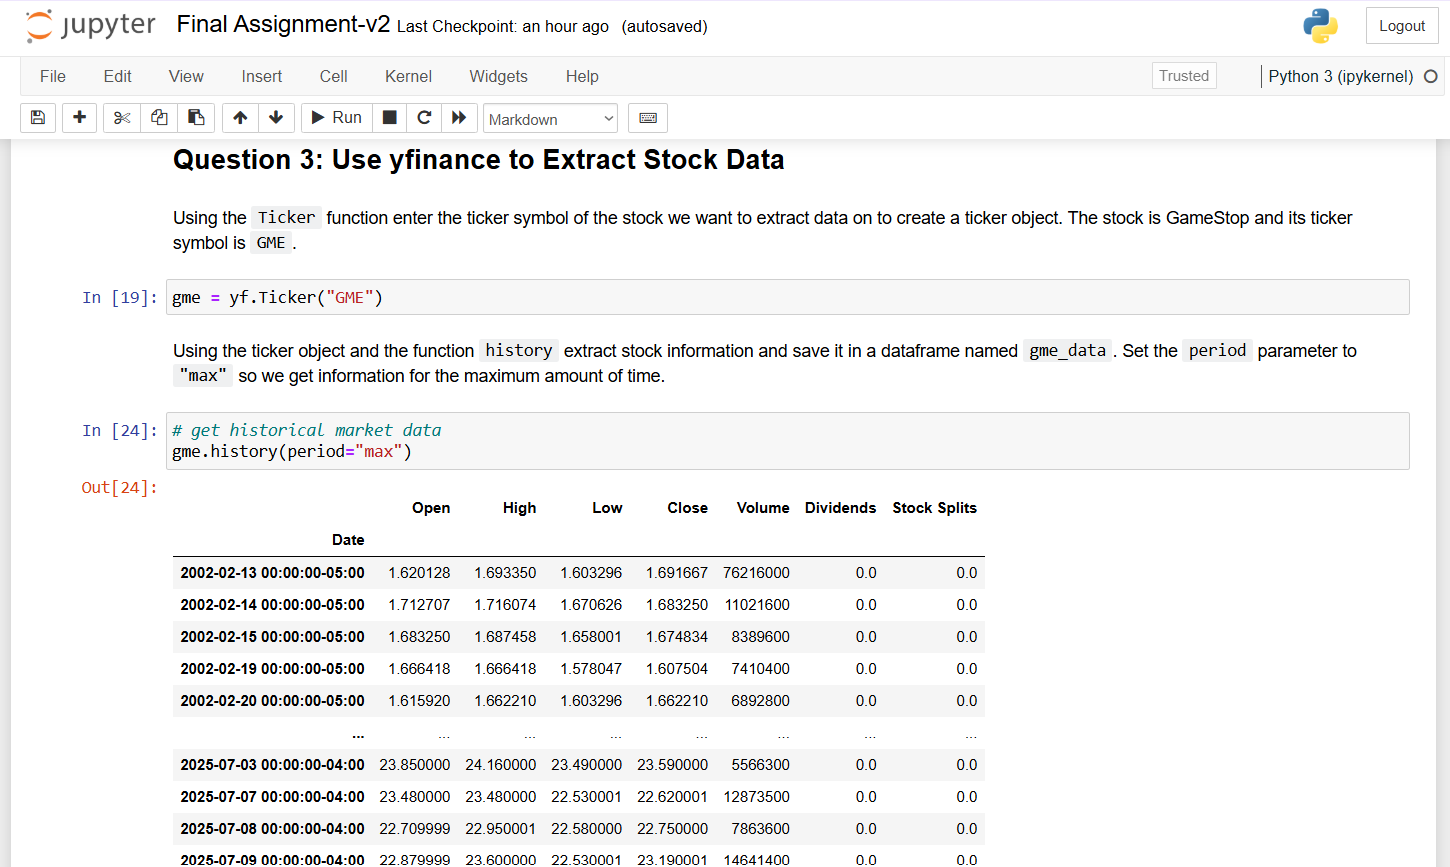 jupyter Final Assignment-v2 Last Checkpoint: an hour ago (autosaved) Logout
File Edit View Insert Cell Kernel Widgets Help Trusted Python 3 (ipykernel)
Run Markdown
Question 3: Use yfinance to Extract Stock Data
Using the Ticker function enter the ticker symbol of the stock we want to extract data on to create a ticker object. The stock is GameStop and its ticker
symbol is GME .
In [19]: gme = yf.Ticker("GME")
Using the ticker object and the function history extract stock information and save it in a dataframe named gme_data . Set the period parameter to
"max" so we get information for the maximum amount of time.
In [24]: # get historical market data
gme.history(period="max")
Out[24]:
Open High Low Close Volume Dividends Stock Splits
Date
2002-02-13 00:00:00-05:00 1.620128 1.693350 1.603296 1.691667 76216000 0.0 0.0
2002-02-14 00:00:00-05:00 1.712707 1.716074 1.670626 1.683250 11021600 0.0 0.0
2002-02-15 00:00:00-05:00 1.683250 1.687458 1.658001 1.674834 8389600 0.0 0.0
2002-02-19 00:00:00-05:00 1.666418 1.666418 1.578047 1.607504 7410400 0.0 0.0
2002-02-20 00:00:00-05:00 1.615920 1.662210 1.603296 1.662210 6892800 0.0 0.0
... ... ... ... ... ... ... ...
2025-07-03 00:00:00-04:00 23.850000 24.160000 23.490000 23.590000 5566300 0.0 0.0
2025-07-07 00:00:00-04:00 23.480000 23.480000 22.530001 22.620001 12873500 0.0 0.0
2025-07-08 00:00:00-04:00 22.709999 22.950001 22.580000 22.750000 7863600 0.0 0.0
2025-07-09 00:00:00-04:00 22.879999 23.600000 22.530001 23.190001 14641400 0.0 0.0